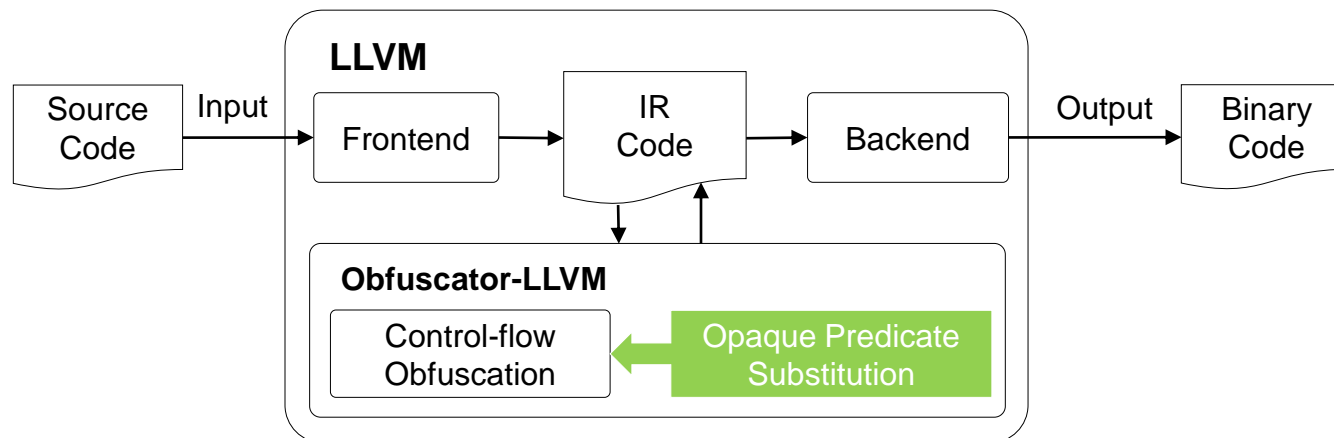 LLVM
Source
Code
Input
Frontend
IR
Code
Backend
Output
Binary
Code
Obfuscator-LLVM
Control-flow
Obfuscation
Opaque Predicate
Substitution